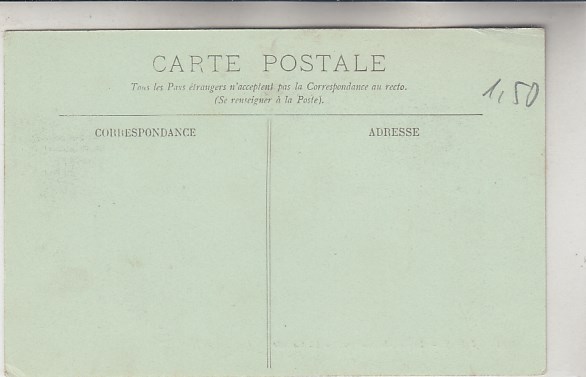 CARTE POSTALE
Tous les Pays étrangers n'acceptent pas la Correspondance au recto.
(Se renseigner à la Poste).
1,50
CORRESPONDANCE
ADRESSE